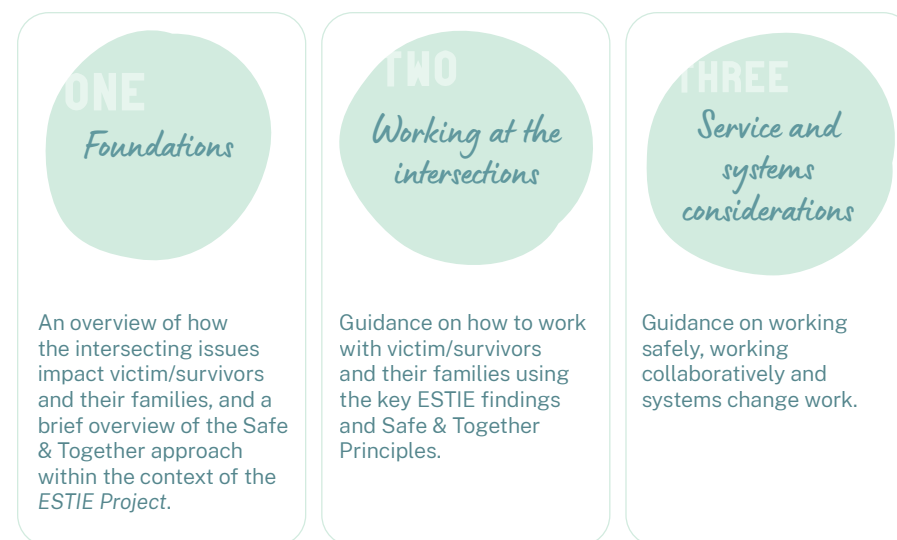 ONE
Foundations
An overview of how
the intersecting issues
impact victim/survivors
and their families, and a
brief overview of the Safe
& Together approach
within the context of the
ESTIE Project.
TWO
Working at the
intersections
Guidance on how to work
with victim/survivors
and their families using
the key ESTIE findings
and Safe & Together
Principles.
THREE
Service and
systems
considerations
Guidance on working
safely, working
collaboratively and
systems change work.